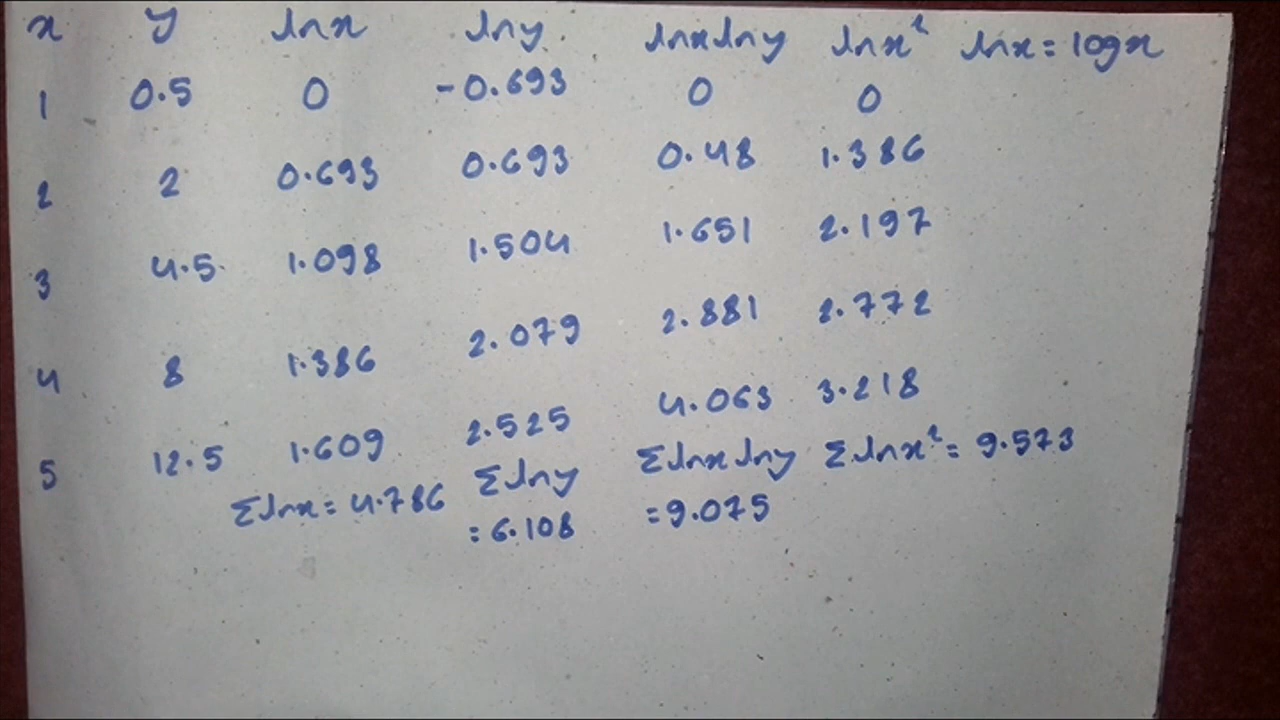 x y lnx lny lnxlny lnx² lnx = logx
1 0.5 0 -0.693 0 0
2 2 0.693 0.693 0.48 1.386
3 4.5 1.098 1.504 1.651 2.197
4 8 1.386 2.079 2.881 2.772
5 12.5 1.609 2.525 4.063 3.218
Σlnx = 4.786 Σlny Σlnxlny Σlnx² = 9.573
= 6.108 = 9.075